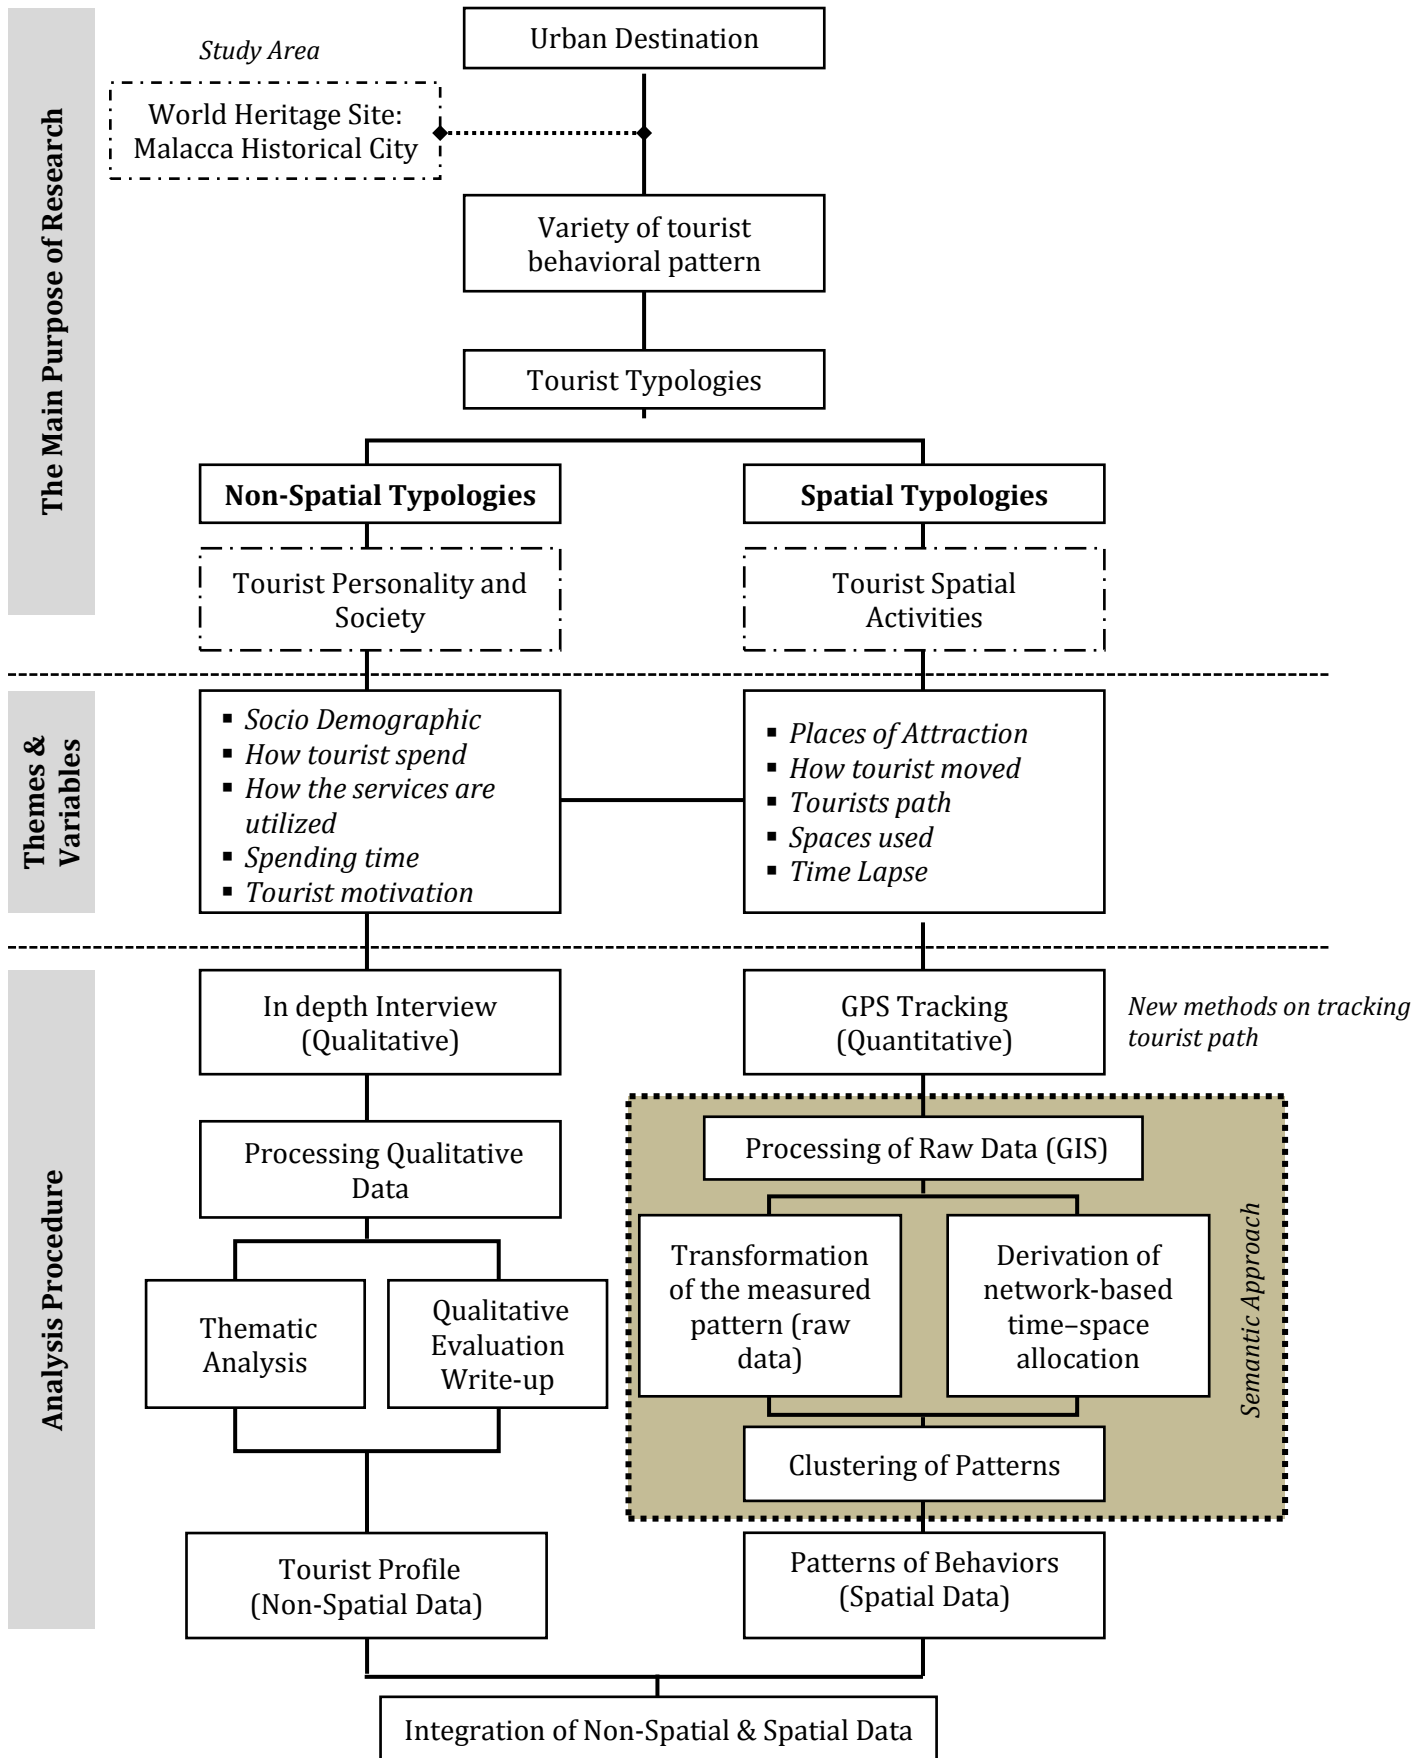 The Main Purpose of Research
Study Area
Urban Destination
World Heritage Site:
Malacca Historical City
Variety of tourist
behavioral pattern
Tourist Typologies
Non-Spatial Typologies
Spatial Typologies
Tourist Personality and
Society
Tourist Spatial
Activities
Themes &
Variables
▪ Socio Demographic
▪ How tourist spend
▪ How the services are
utilized
▪ Spending time
▪ Tourist motivation
▪ Places of Attraction
▪ How tourist moved
▪ Tourists path
▪ Spaces used
▪ Time Lapse
Analysis Procedure
In depth Interview
(Qualitative)
GPS Tracking
(Quantitative)
New methods on tracking
tourist path
Processing Qualitative
Data
Processing of Raw Data (GIS)
Thematic
Analysis
Qualitative
Evaluation
Write-up
Transformation
of the measured
pattern (raw
data)
Derivation of
network-based
time–space
allocation
Semantic Approach
Clustering of Patterns
Tourist Profile
(Non-Spatial Data)
Patterns of Behaviors
(Spatial Data)
Integration of Non-Spatial & Spatial Data